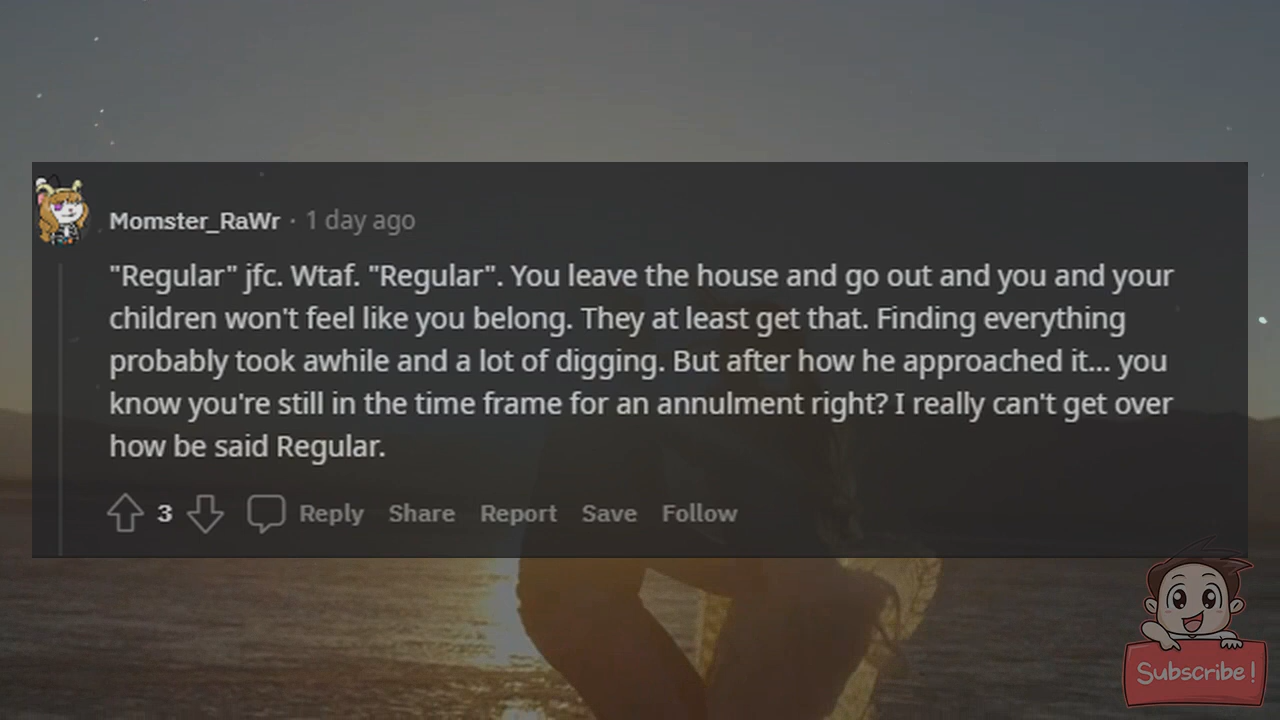 Momster_RaWr · 1 day ago
"Regular" jfc. Wtaf. "Regular". You leave the house and go out and you and your
children won't feel like you belong. They at least get that. Finding everything
probably took awhile and a lot of digging. But after how he approached it... you
know you're still in the time frame for an annulment right? I really can't get over
how be said Regular.
3 Reply Share Report Save Follow
Subscribe!